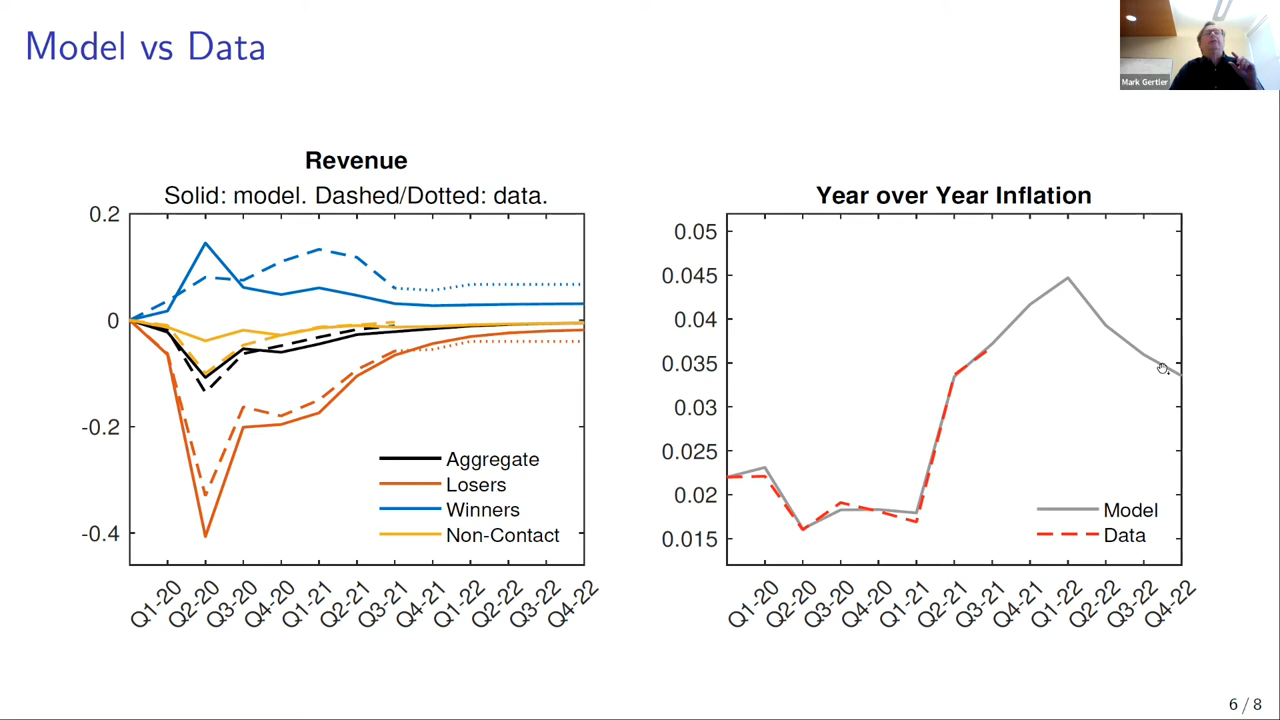 Model vs Data
Mark Gertler
Revenue
Solid: model. Dashed/Dotted: data.
0.2
0
-0.2
-0.4
Aggregate
Losers
Winners
Non-Contact
Q1-20
Q2-20
Q3-20
Q4-20
Q1-21
Q2-21
Q3-21
Q4-21
Q1-22
Q2-22
Q3-22
Q4-22
Year over Year Inflation
0.05
0.045
0.04
0.035
0.03
0.025
0.02
0.015
Model
Data
Q1-20
Q2-20
Q3-20
Q4-20
Q1-21
Q2-21
Q3-21
Q4-21
Q1-22
Q2-22
Q3-22
Q4-22
6 / 8